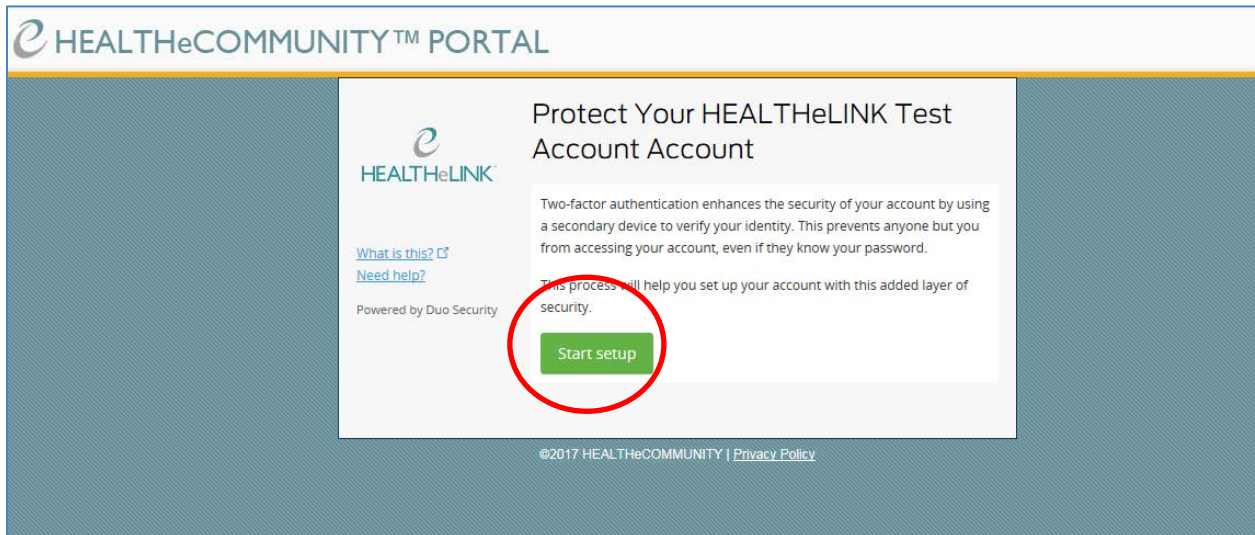 e HEALTHeCOMMUNITY™ PORTAL
Protect Your HEALTHeLINK Test
Account Account
e
HEALTHeLINK™
Two-factor authentication enhances the security of your account by using
a secondary device to verify your identity. This prevents anyone but you
from accessing your account, even if they know your password.
What is this?
Need help?
This process will help you set up your account with this added layer of
security.
Powered by Duo Security
Start setup
©2017 HEALTHeCOMMUNITY | Privacy Policy